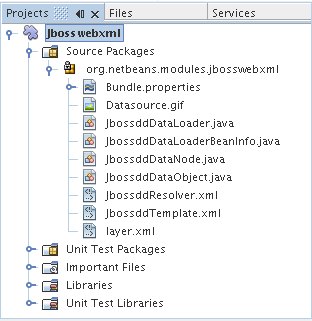 Projects Files Services
Jboss webxml
Source Packages
org.netbeans.modules.jbosswebxml
Bundle.properties
Datasource.gif
JbossddDataLoader.java
JbossddDataLoaderBeanInfo.java
JbossddDataNode.java
JbossddDataObject.java
JbossddResolver.xml
JbossddTemplate.xml
layer.xml
Unit Test Packages
Important Files
Libraries
Unit Test Libraries